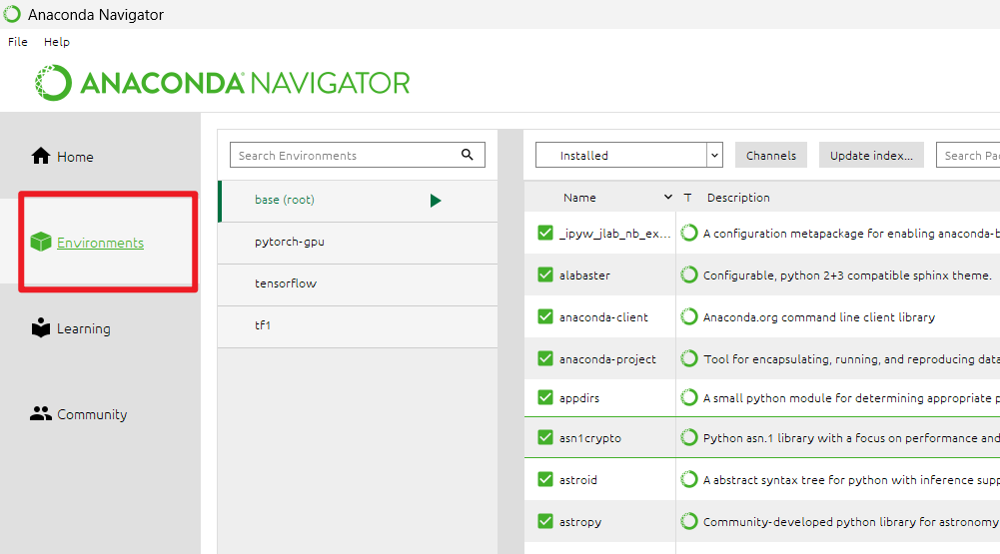 Anaconda Navigator
File Help
ANACONDA NAVIGATOR
Home
Environments
Learning
Community
Search Environments
base (root)
pytorch-gpu
tensorflow
tf1
Installed Channels Update index... Search Pac
Name T Description
_ipyw_jlab_nb_ex... A configuration metapackage for enabling anaconda-b
alabaster Configurable, python 2+3 compatible sphinx theme.
anaconda-client Anaconda.org command line client library
anaconda-project Tool for encapsulating, running, and reproducing data
appdirs A small python module for determining appropriate p
asn1crypto Python asn.1 library with a focus on performance and
astroid A abstract syntax tree for python with inference supp
astropy Community-developed python library for astronomy